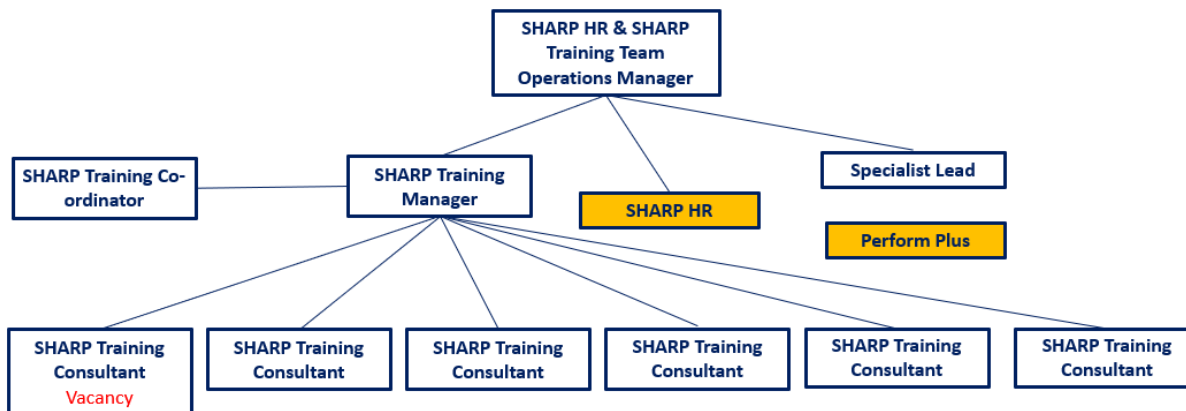 SHARP HR & SHARP
Training Team
Operations Manager
SHARP Training Co-
ordinator
SHARP Training
Manager
SHARP HR
Specialist Lead
Perform Plus
SHARP Training
Consultant
Vacancy
SHARP Training
Consultant
SHARP Training
Consultant
SHARP Training
Consultant
SHARP Training
Consultant
SHARP Training
Consultant